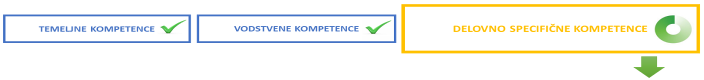 TEMELJNE KOMPETENCE
VODSTVENE KOMPETENCE
DELOVNO SPECIFIČNE KOMPETENCE